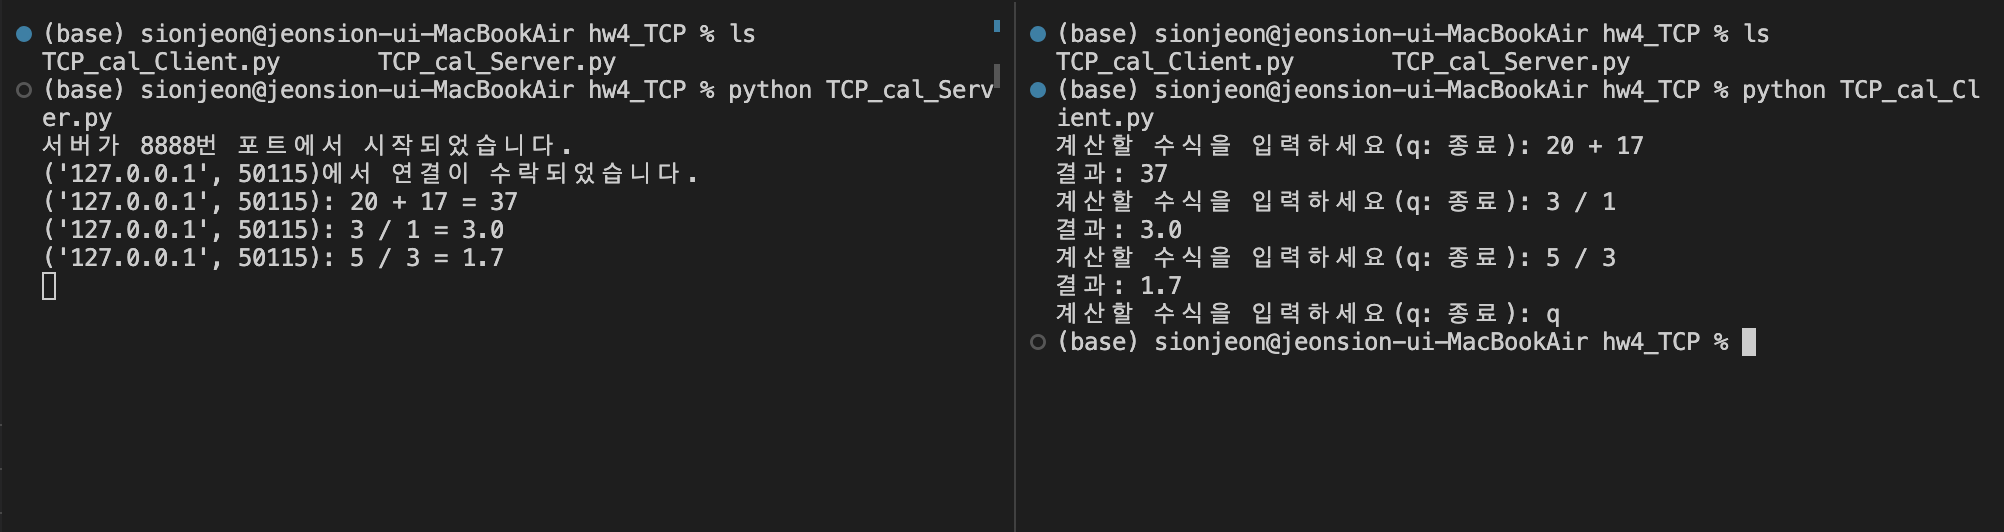 (base) sionjeon@jeonsion-ui-MacBookAir hw4_TCP % ls
TCP_cal_Client.py       TCP_cal_Server.py
(base) sionjeon@jeonsion-ui-MacBookAir hw4_TCP % python TCP_cal_Serv
er.py
서버가 8888번 포트에서 시작되었습니다.
('127.0.0.1', 50115)에서 연결이 수락되었습니다.
('127.0.0.1', 50115): 20 + 17 = 37
('127.0.0.1', 50115): 3 / 1 = 3.0
('127.0.0.1', 50115): 5 / 3 = 1.7
(base) sionjeon@jeonsion-ui-MacBookAir hw4_TCP % ls
TCP_cal_Client.py       TCP_cal_Server.py
(base) sionjeon@jeonsion-ui-MacBookAir hw4_TCP % python TCP_cal_Cl
ient.py
계산할 수식을 입력하세요(q: 종료): 20 + 17
결과: 37
계산할 수식을 입력하세요(q: 종료): 3 / 1
결과: 3.0
계산할 수식을 입력하세요(q: 종료): 5 / 3
결과: 1.7
계산할 수식을 입력하세요(q: 종료): q
(base) sionjeon@jeonsion-ui-MacBookAir hw4_TCP %